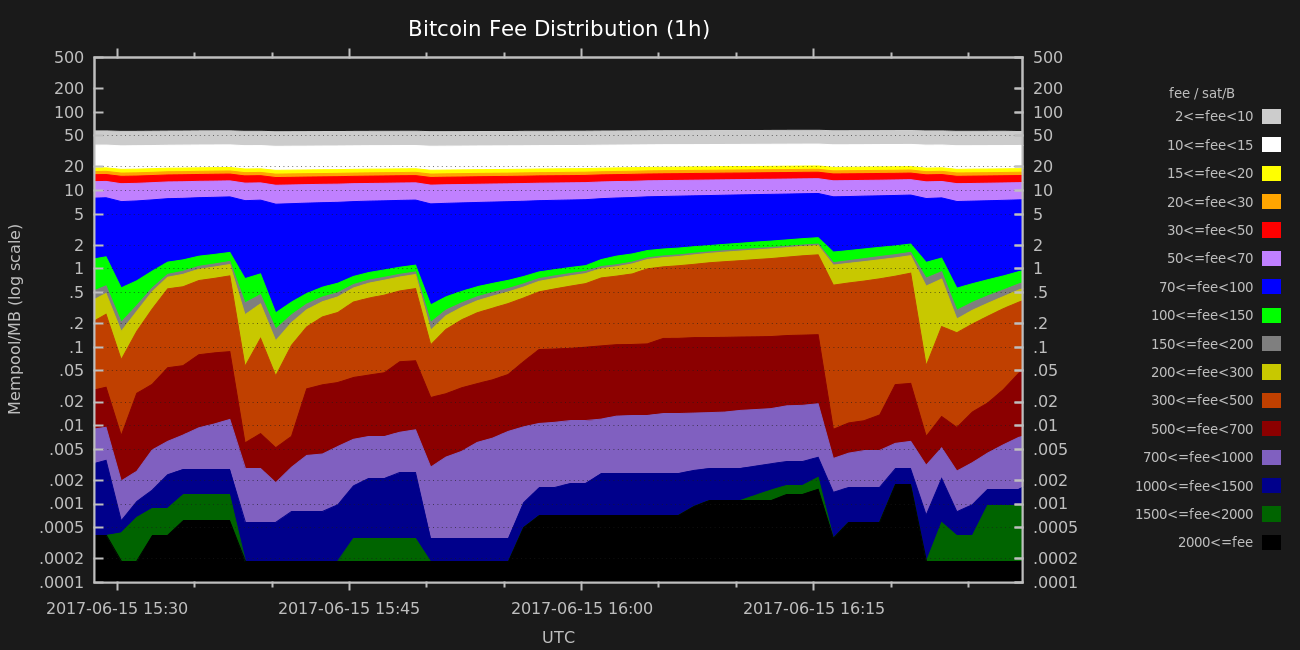 Bitcoin Fee Distribution (1h)
500 500
200 200
100 100
50 50
20 20
10 10
5 5
2 2
1 1
.5 .5
.2 .2
.1 .1
.05 .05
.02 .02
.01 .01
.005 .005
.002 .002
.001 .001
.0005 .0005
.0002 .0002
.0001 .0001
Mempool/MB (log scale)
2017-06-15 15:30 2017-06-15 15:45 2017-06-15 16:00 2017-06-15 16:15
UTC
fee / sat/B
2<=fee<10
10<=fee<15
15<=fee<20
20<=fee<30
30<=fee<50
50<=fee<70
70<=fee<100
100<=fee<150
150<=fee<200
200<=fee<300
300<=fee<500
500<=fee<700
700<=fee<1000
1000<=fee<1500
1500<=fee<2000
2000<=fee